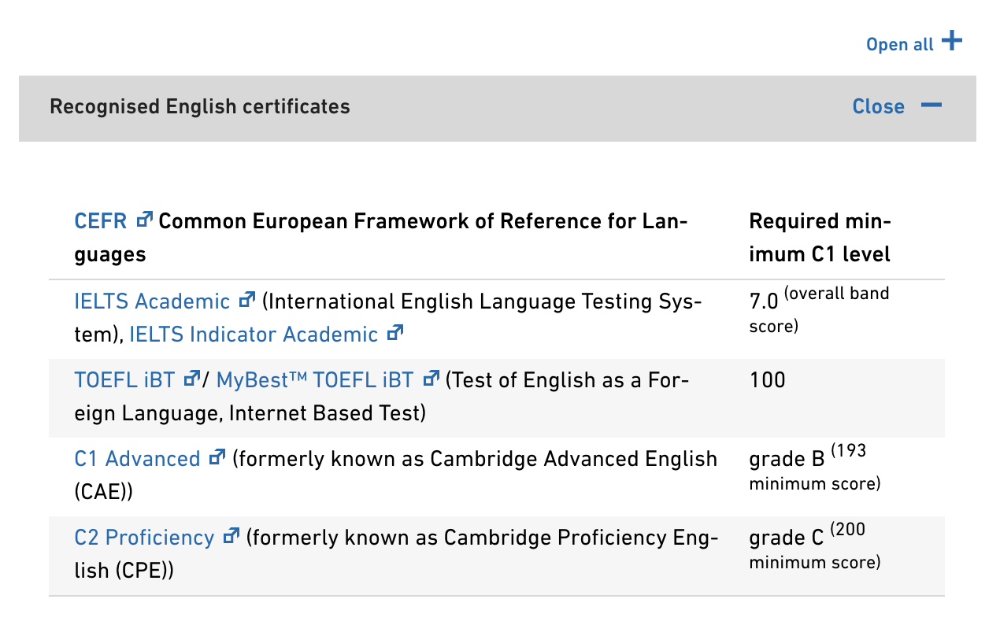 Open all
Recognised English certificates Close
CEFR Common European Framework of Reference for Lan-
guages
Required min-
imum C1 level
IELTS Academic (International English Language Testing Sys-
tem), IELTS Indicator Academic
7.0 (overall band
score)
TOEFL iBT / MyBest™ TOEFL iBT (Test of English as a For-
eign Language, Internet Based Test)
100
C1 Advanced (formerly known as Cambridge Advanced English
(CAE))
grade B (193
minimum score)
C2 Proficiency (formerly known as Cambridge Proficiency Eng-
lish (CPE))
grade C (200
minimum score)